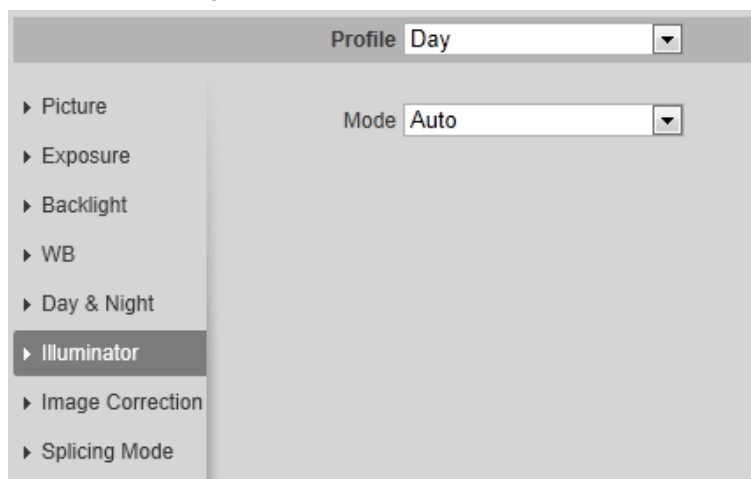 Profile Day
Mode Auto
Picture
Exposure
Backlight
WB
Day & Night
Illuminator
Image Correction
Splicing Mode